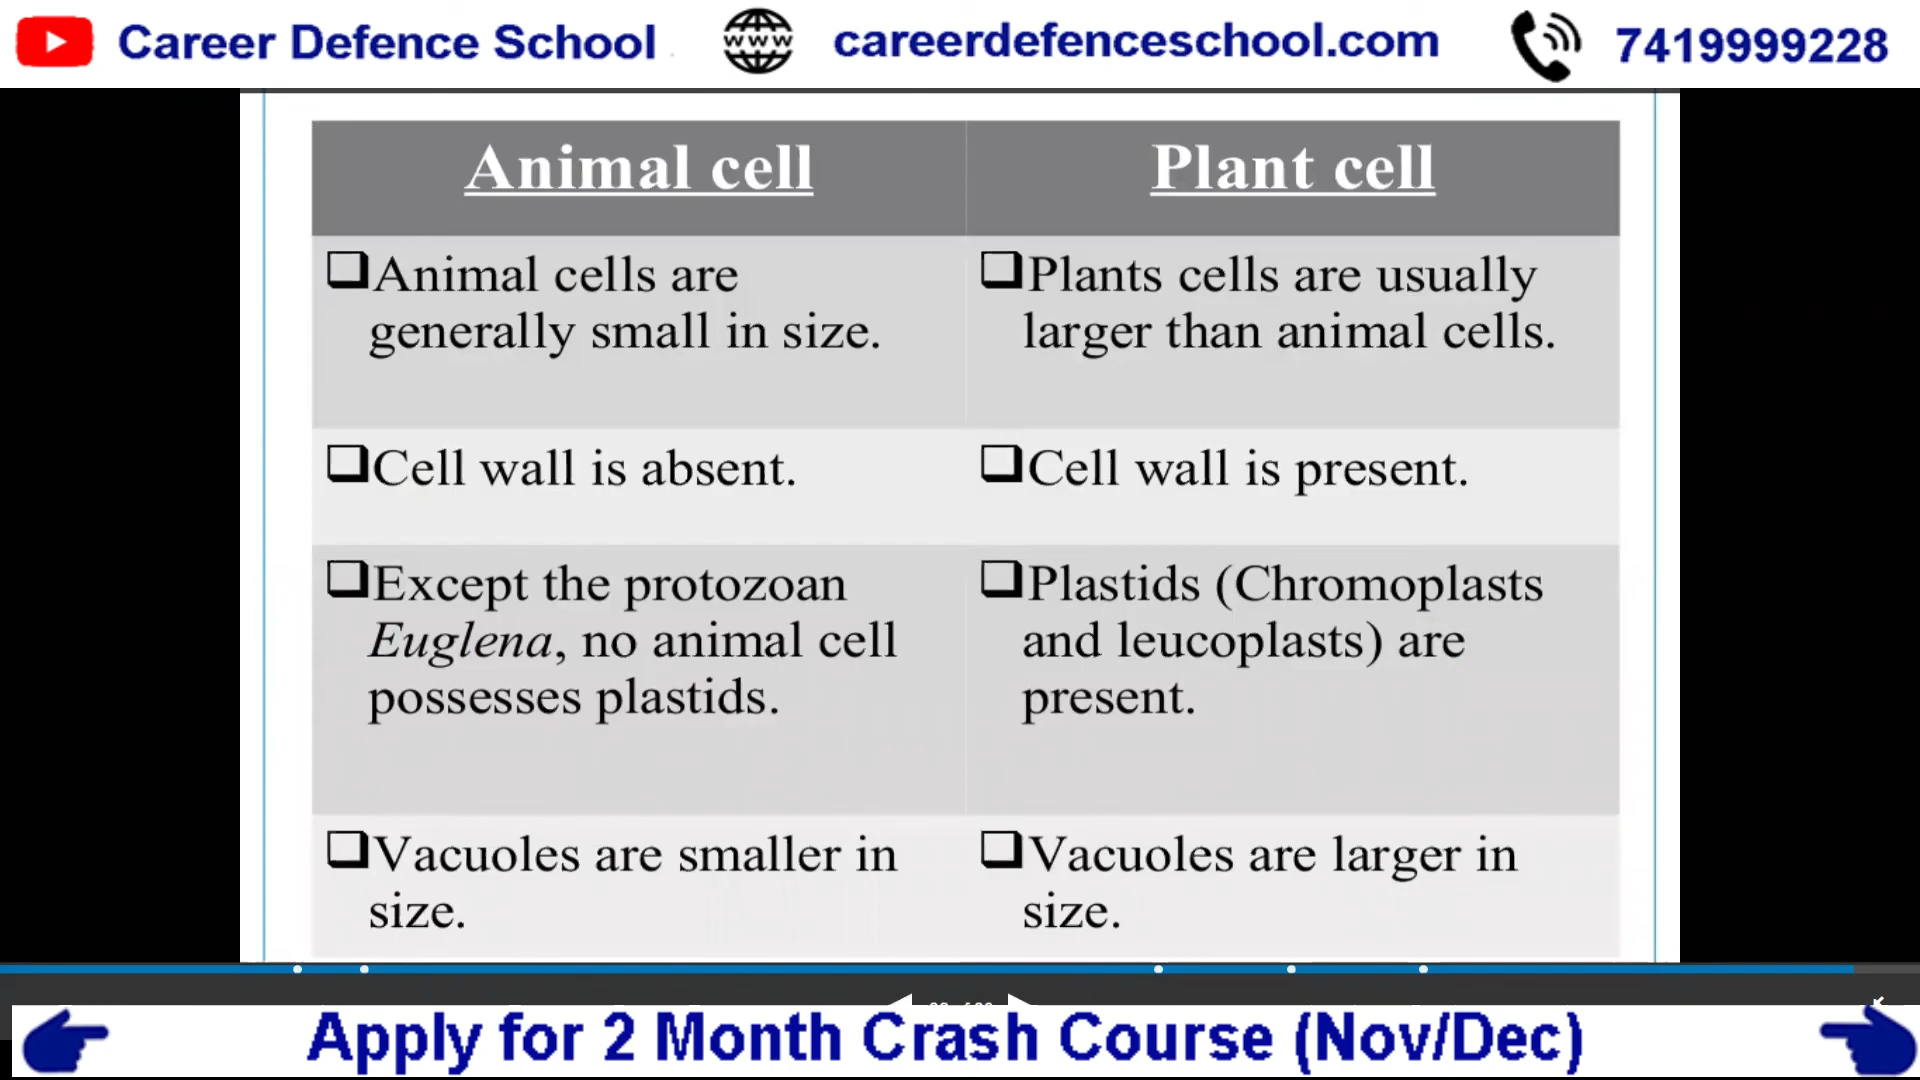 Career Defence School
www
careerdefenceschool.com
7419999228
Animal cell
Plant cell
❑Animal cells are
generally small in size.
❑Plants cells are usually
larger than animal cells.
❑Cell wall is absent.
❑Cell wall is present.
❑Except the protozoan
Euglena, no animal cell
possesses plastids.
❑Plastids (Chromoplasts
and leucoplasts) are
present.
❑Vacuoles are smaller in
size.
❑Vacuoles are larger in
size.
Apply for 2 Month Crash Course (Nov/Dec)